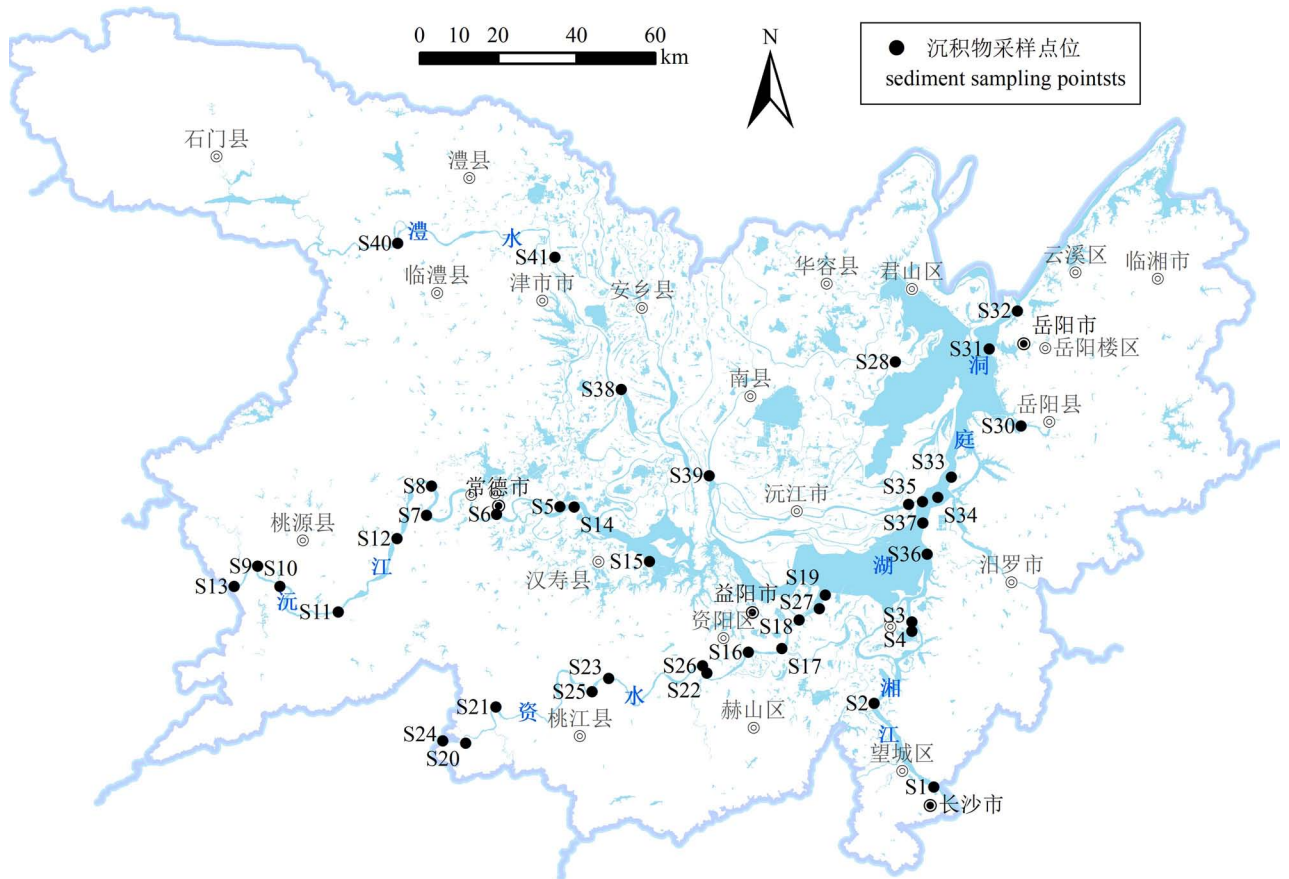 0 10 20 40 60
km
N
沉积物采样点位
sediment sampling pointsts
石门县
澧县
S40
澧
水
S41
临澧县
津市市
安乡县
华容县
君山区
云溪区
临湘市
S32
岳阳市
S31
岳阳楼区
洞
S28
S38
南县
岳阳县
S30
庭
S33
S39
S8
常德市
S35
沅江市
S34
S5
S14
S6
S7
S37
桃源县
S12
S36
S9
S10
江
汉寿县
S15
湖
汨罗市
S13
沅
S11
S19
益阳市
S27
资阳区
S18
S3
S4
S16
S17
S26
S22
S23
S25
水
湘
S2
S21
资
桃江县
赫山区
江
S24
S20
望城区
S1
长沙市